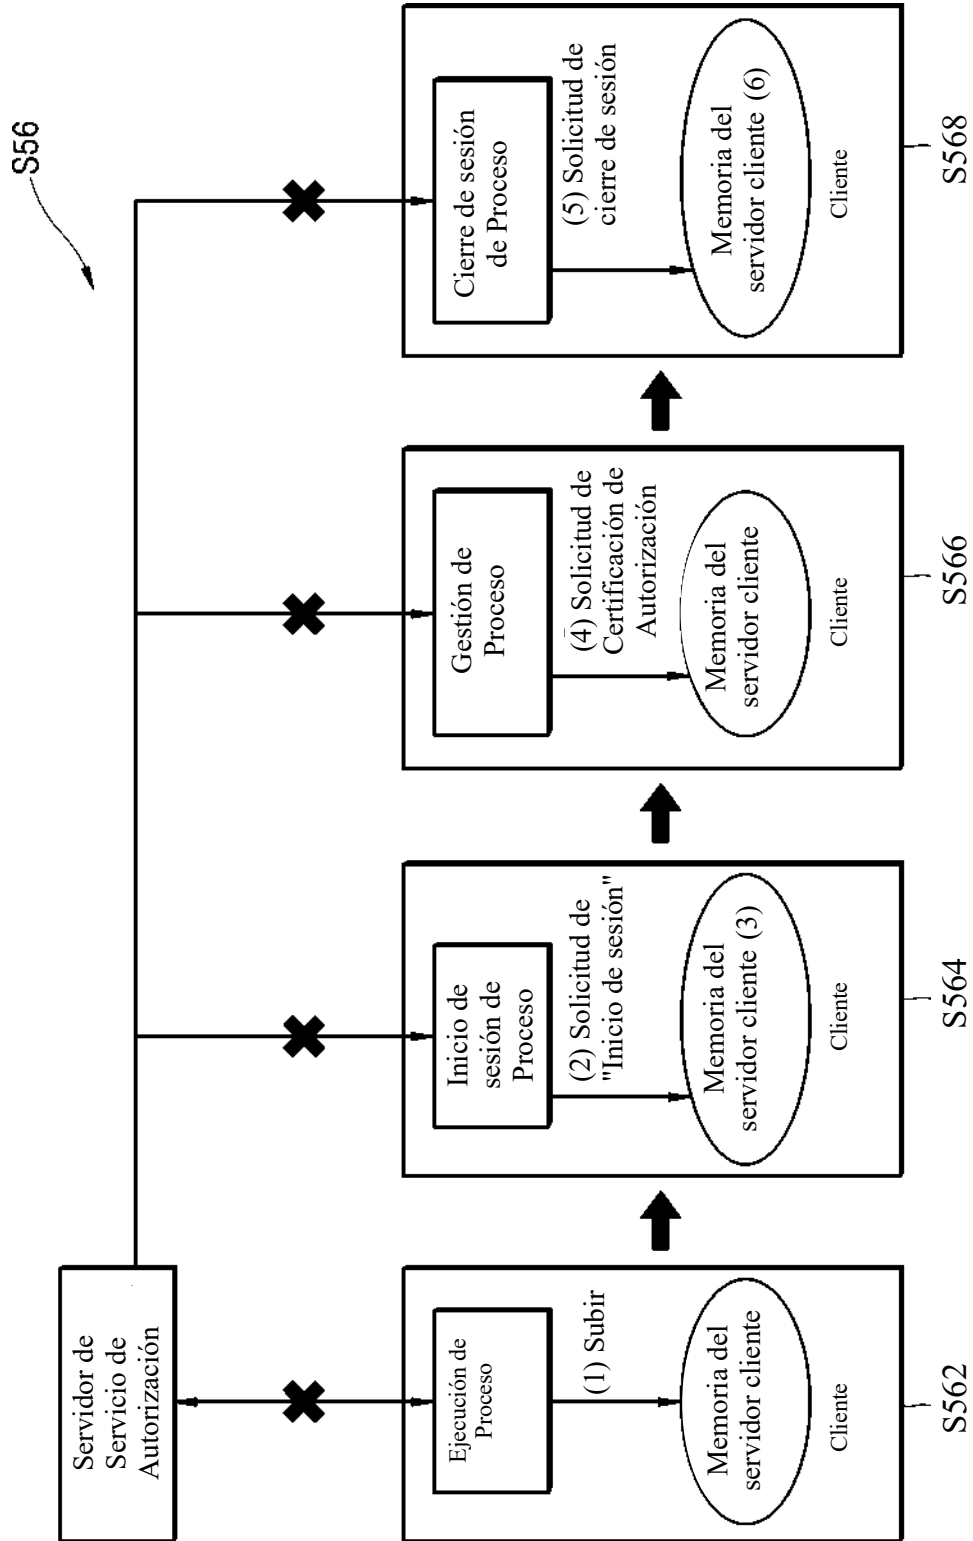 S56
Servidor de
Servicio de
Autorización
Ejecución de
Proceso
(1) Subir
Memoria del
servidor cliente
Cliente
S562
Inicio de
sesión de
Proceso
(2) Solicitud de
"Inicio de sesión"
Memoria del
servidor cliente (3)
Cliente
S564
Gestión de
Proceso
(4) Solicitud de
Certificación de
Autorización
Memoria del
servidor cliente
Cliente
S566
Cierre de sesión
de Proceso
(5) Solicitud de
cierre de sesión
Memoria del
servidor cliente (6)
Cliente
S568